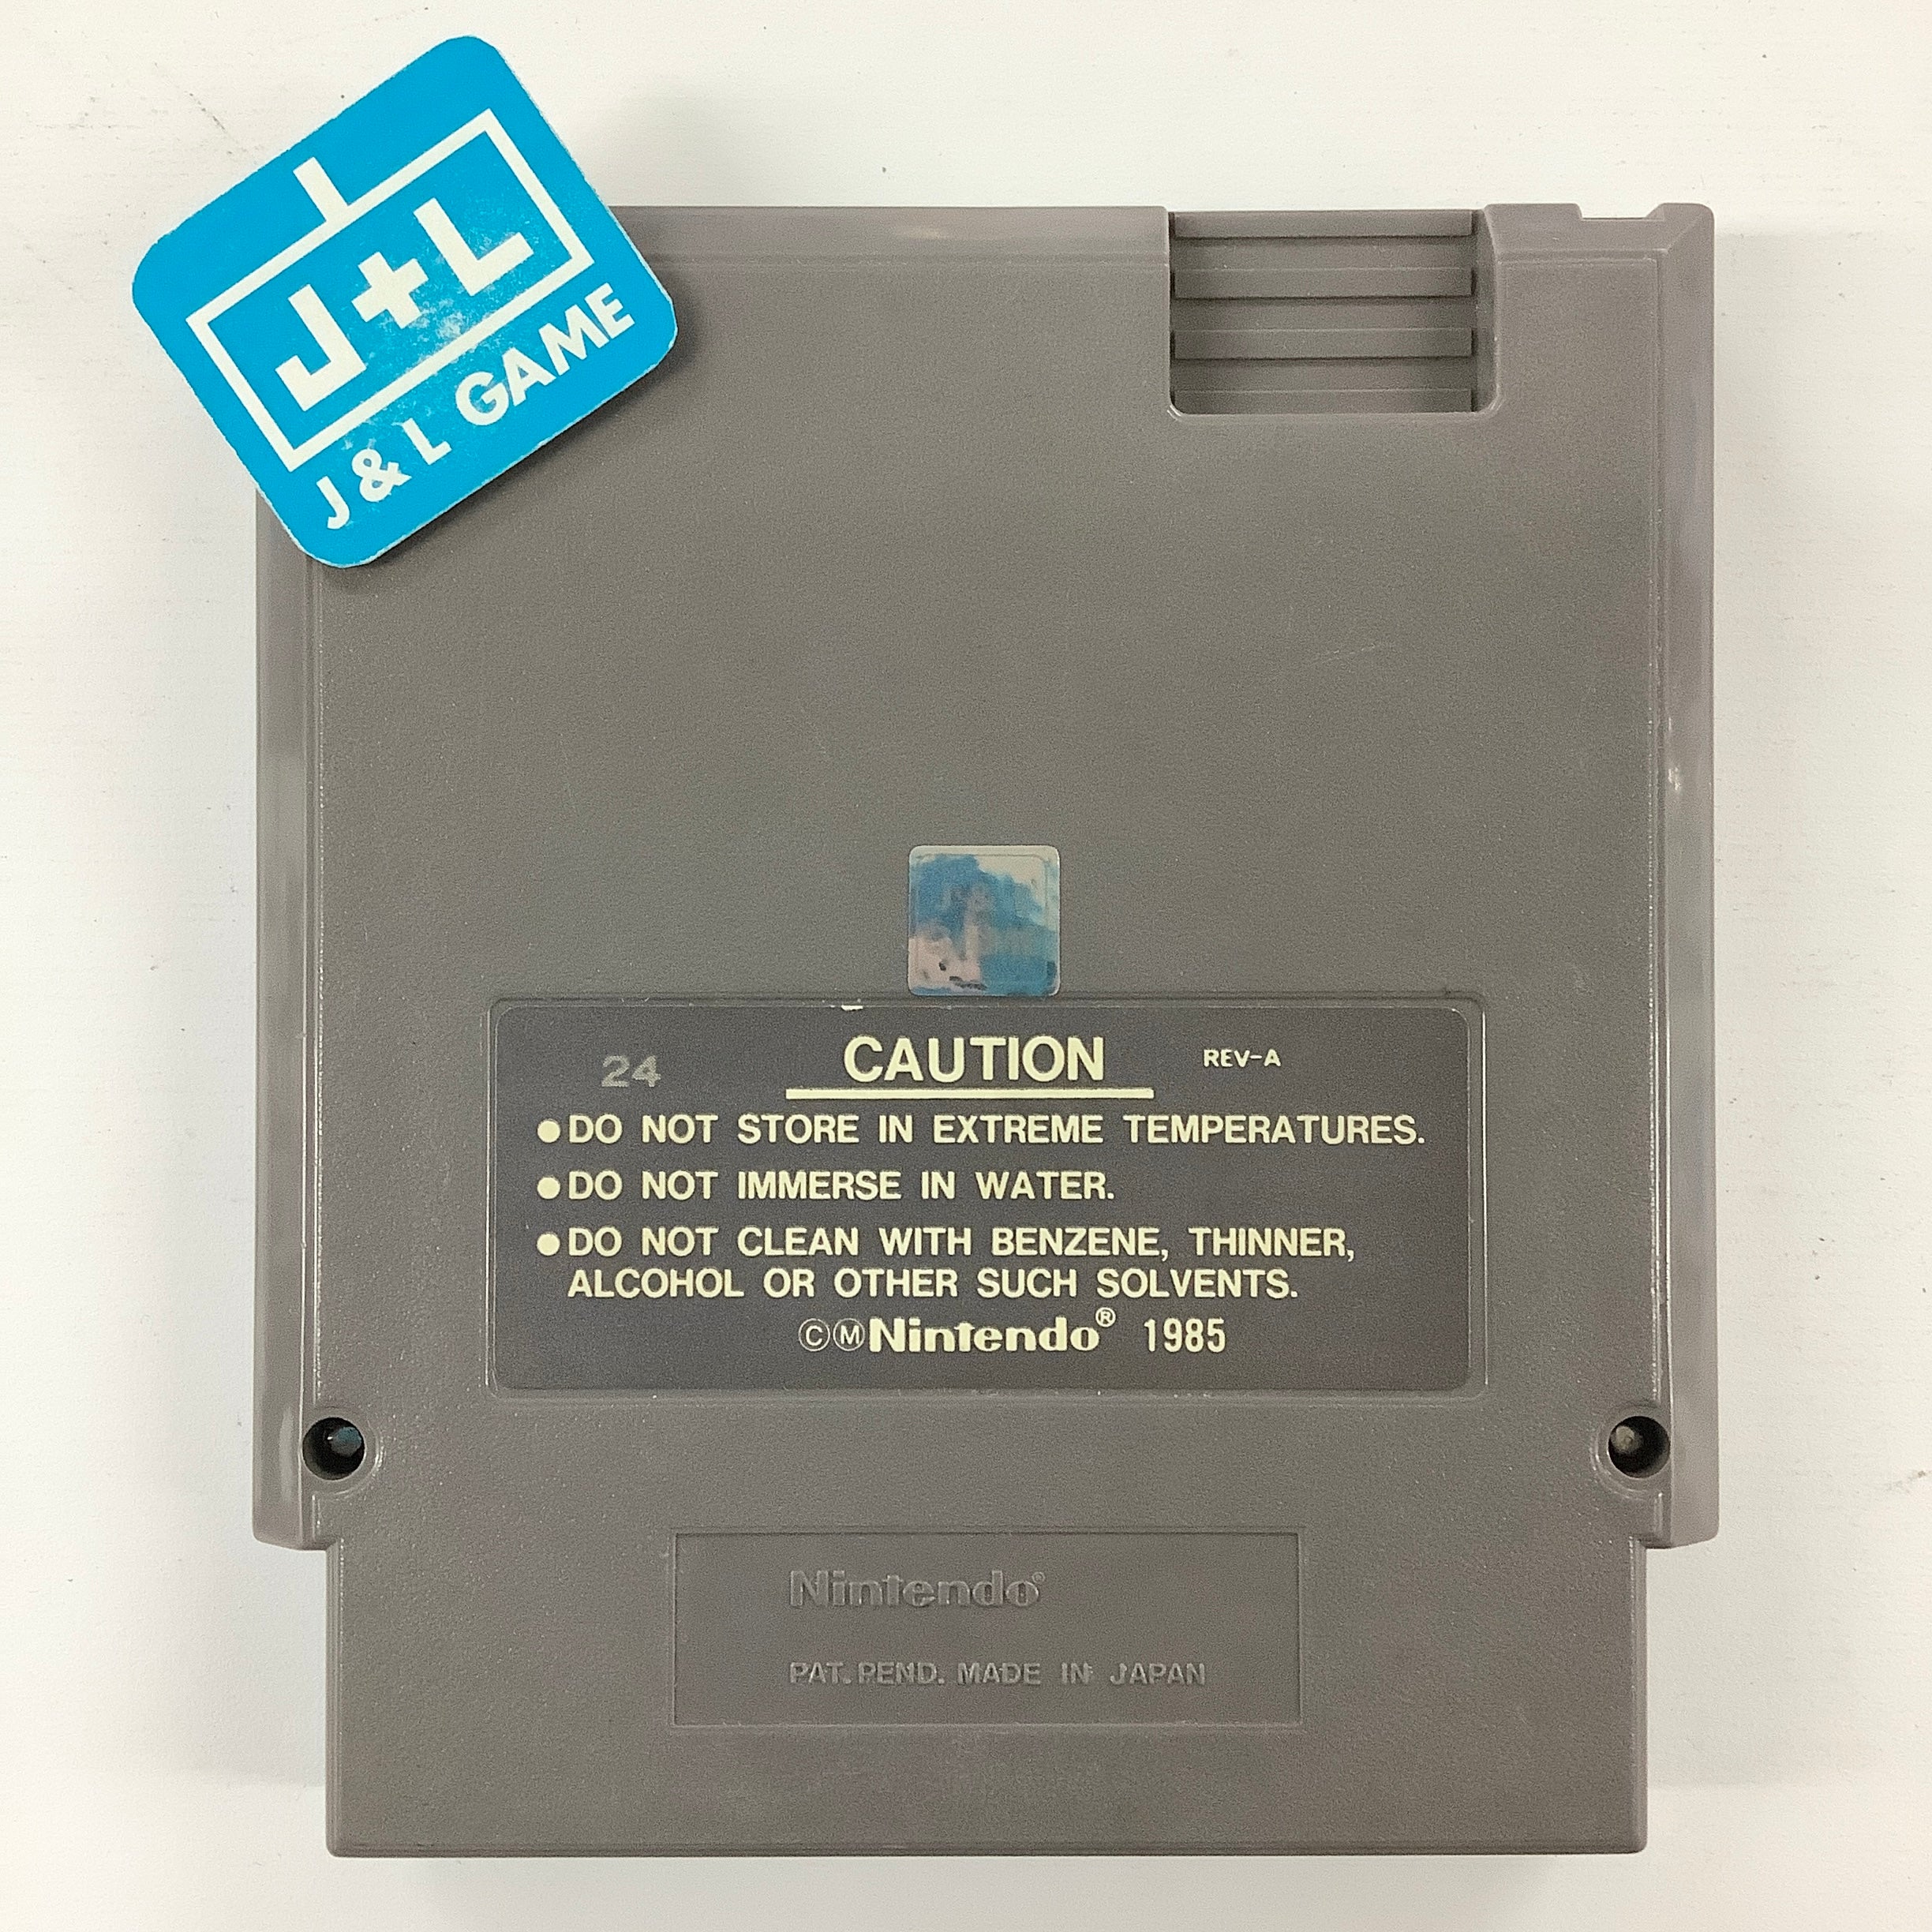 J+L
J & L GAME
24
CAUTION
REV-A
●DO NOT STORE IN EXTREME TEMPERATURES.
●DO NOT IMMERSE IN WATER.
●DO NOT CLEAN WITH BENZENE, THINNER,
ALCOHOL OR OTHER SUCH SOLVENTS.
ⒸⓂNintendo® 1985
Nintendo®
PAT. PEND. MADE IN JAPAN